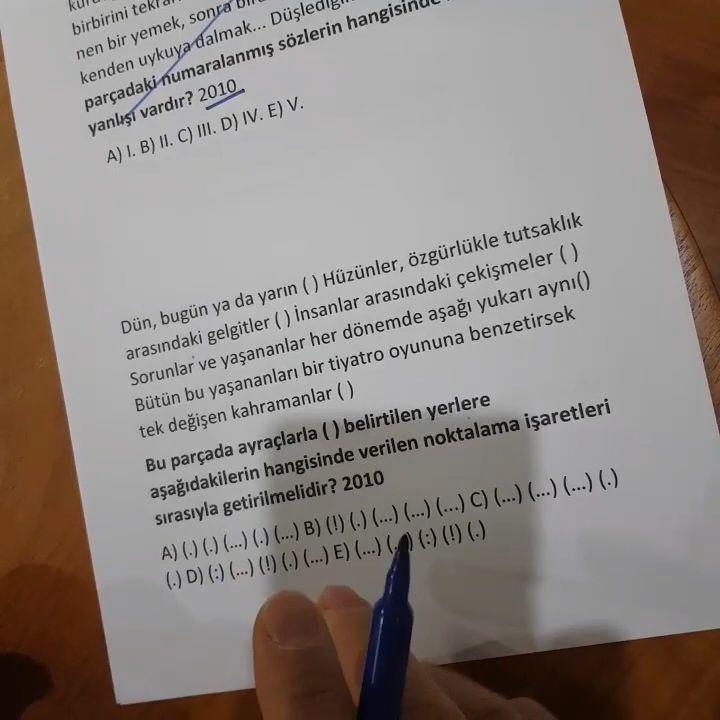 birbirini tekrar
nen bir yemek, sonra
kenden uykuya dalmak...
parçadaki numaralanmış sözlerin hangisinde
yanlışı vardır? 2010
A) I. B) II. C) III. D) IV. E) V.
Dün, bugün ya da yarın ( ) Hüzünler, özgürlükle tutsaklık
arasındaki gelgitler ( ) İnsanlar arasındaki çekişmeler ( )
Sorunlar ve yaşananlar her dönemde aşağı yukarı aynı()
Bütün bu yaşananları bir tiyatro oyununa benzetirsek
tek değişen kahramanlar ( )
Bu parçada ayraçlarla ( ) belirtilen yerlere
aşağıdakilerin hangisinde verilen noktalama işaretleri
sırasıyla getirilmelidir? 2010
A) (.) (.) (...) (.) (...) B) (!) (.) (...) (...) (...) C) (...) (...) (...) (.)
(.) D) (:) (...) (!) (.) (...) E) (...) (:) (!) (.)